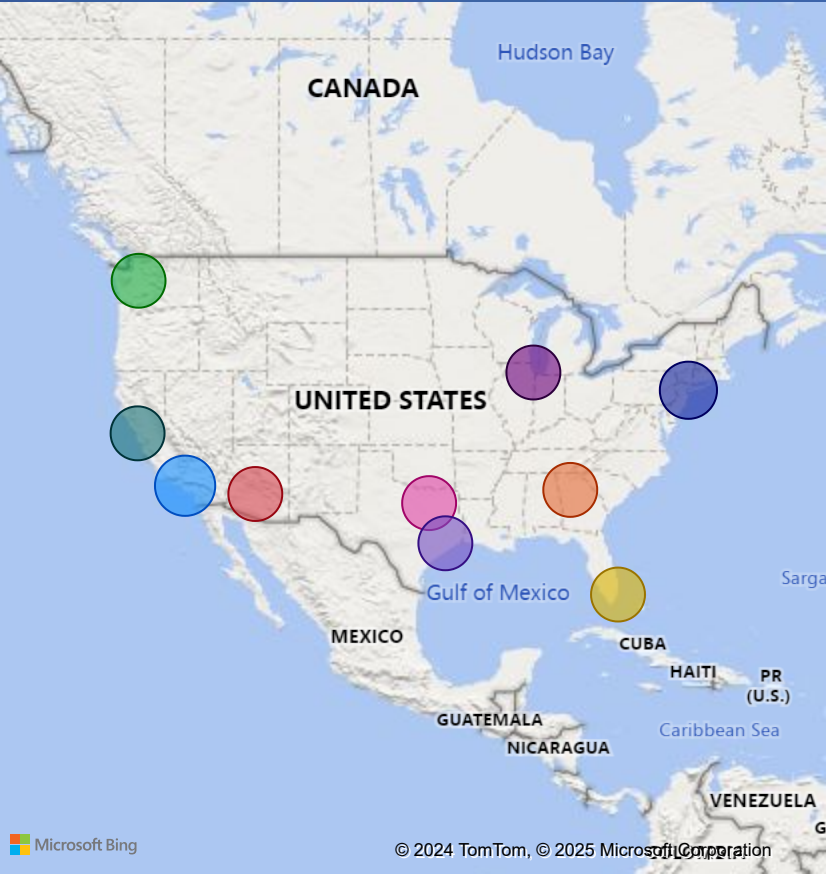 Hudson Bay
CANADA
UNITED STATES
Sarga
Gulf of Mexico
MEXICO
CUBA
HAITI
PR
(U.S.)
GUATEMALA
Caribbean Sea
NICARAGUA
VENEZUELA
G
Microsoft Bing
© 2024 TomTom, © 2025 Microsoft Corporation
COLOMBIA